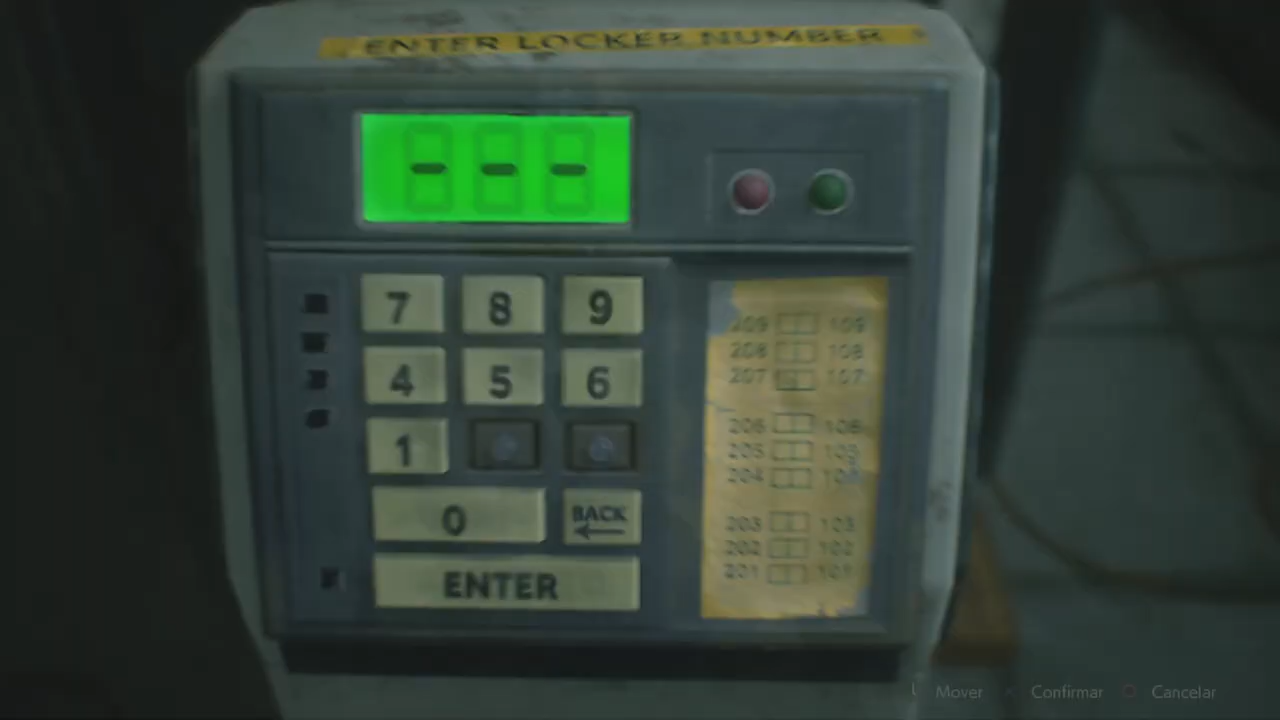 ENTER LOCKER NUMBER
- - -
7 8 9
4 5 6
1
0 BACK
ENTER
209 109
208 108
207 107
206 106
205 105
204
203 103
202 102
201 101
Mover Confirmar Cancelar